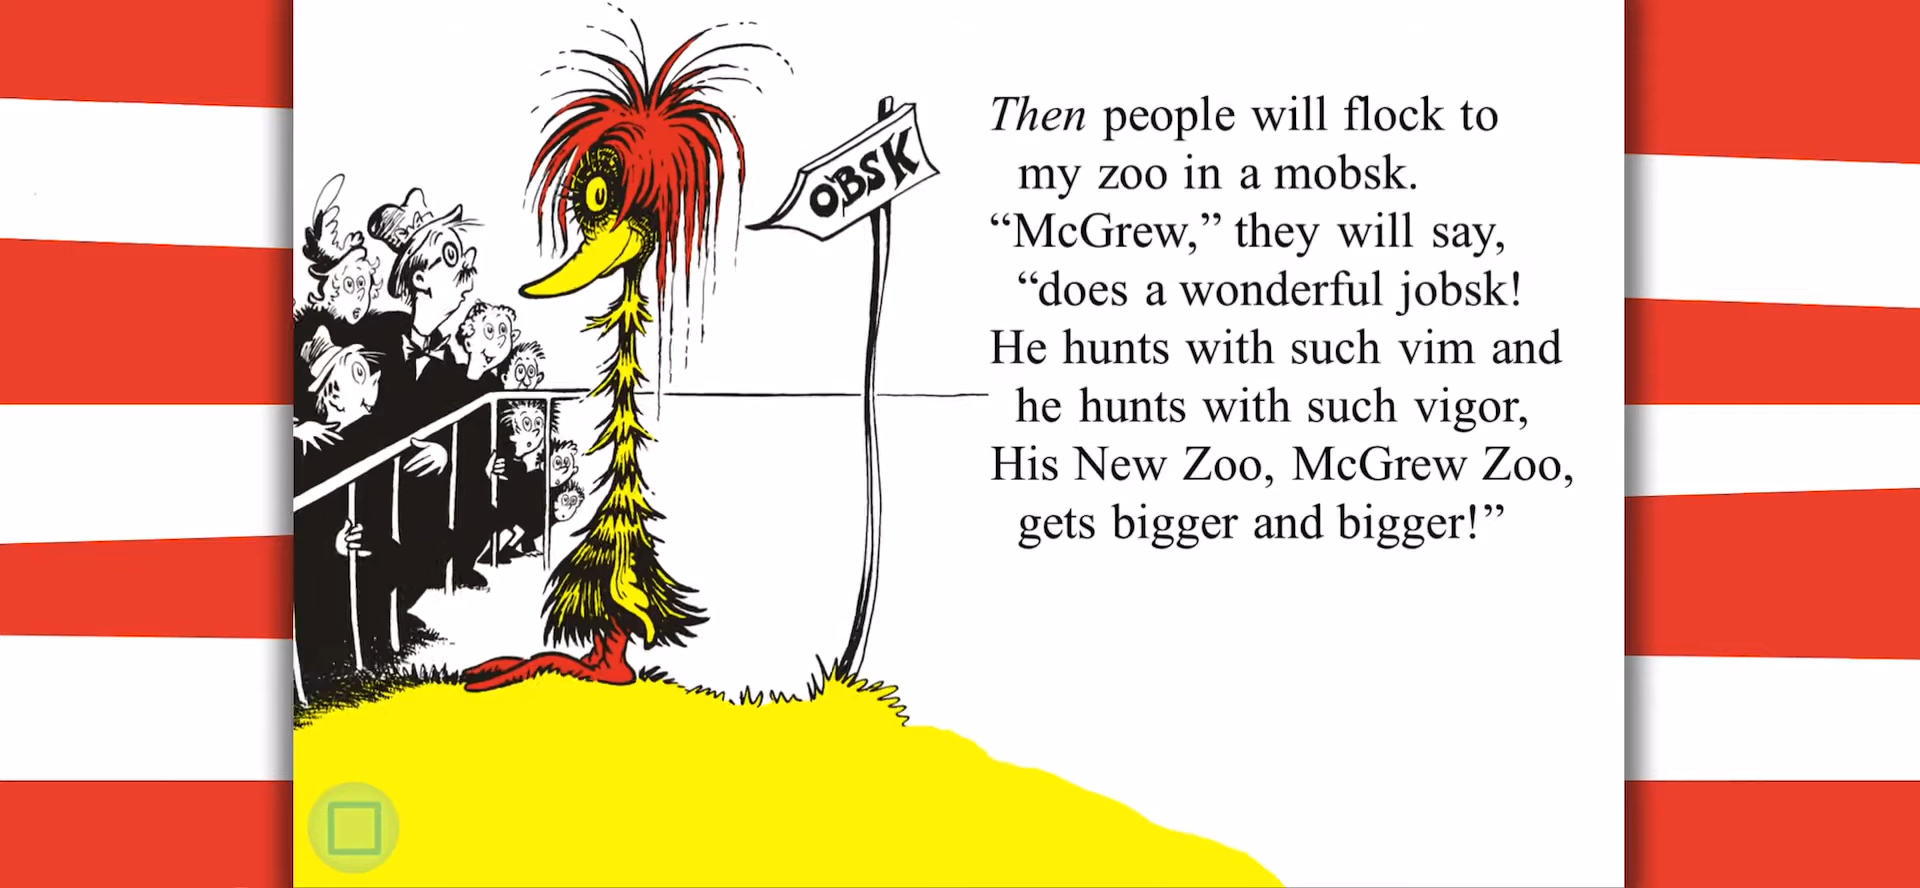 OBSK
Then people will flock to
my zoo in a mobsk.
“McGrew,” they will say,
“does a wonderful jobsk!
He hunts with such vim and
he hunts with such vigor,
His New Zoo, McGrew Zoo,
gets bigger and bigger!”